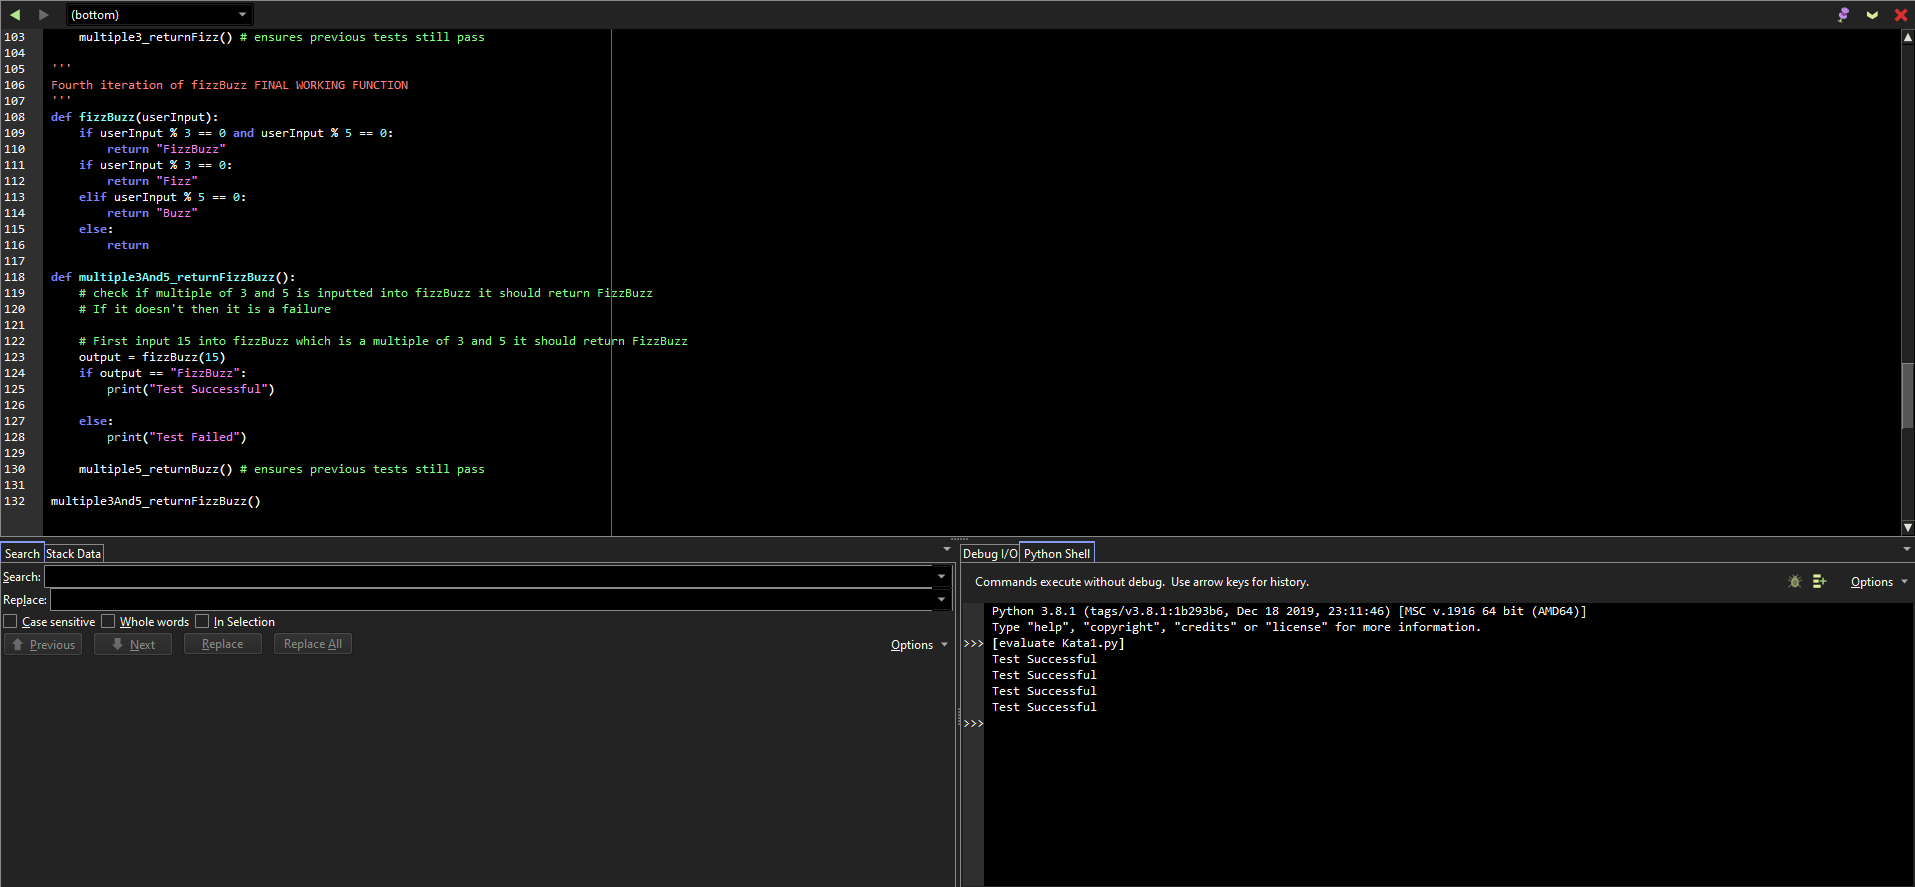 (bottom)
103 multiple3_returnFizz() # ensures previous tests still pass
104
105 '''
106 Fourth iteration of fizzBuzz FINAL WORKING FUNCTION
107 '''
108 def fizzBuzz(userInput):
109     if userInput % 3 == 0 and userInput % 5 == 0:
110         return "FizzBuzz"
111     if userInput % 3 == 0:
112         return "Fizz"
113     elif userInput % 5 == 0:
114         return "Buzz"
115     else:
116         return
117
118 def multiple3And5_returnFizzBuzz():
119     # check if multiple of 3 and 5 is inputted into fizzBuzz it should return FizzBuzz
120     # If it doesn't then it is a failure
121
122     # First input 15 into fizzBuzz which is a multiple of 3 and 5 it should return FizzBuzz
123     output = fizzBuzz(15)
124     if output == "FizzBuzz":
125         print("Test Successful")
126
127     else:
128         print("Test Failed")
129
130     multiple5_returnBuzz() # ensures previous tests still pass
131
132 multiple3And5_returnFizzBuzz()
Search Stack Data
Search:
Replace:
Case sensitive Whole words In Selection
Previous Next Replace Replace All Options
Debug I/O Python Shell
Commands execute without debug. Use arrow keys for history. Options
Python 3.8.1 (tags/v3.8.1:1b293b6, Dec 18 2019, 23:11:46) [MSC v.1916 64 bit (AMD64)]
Type "help", "copyright", "credits" or "license" for more information.
>>> [evaluate Kata1.py]
Test Successful
Test Successful
Test Successful
Test Successful
>>>